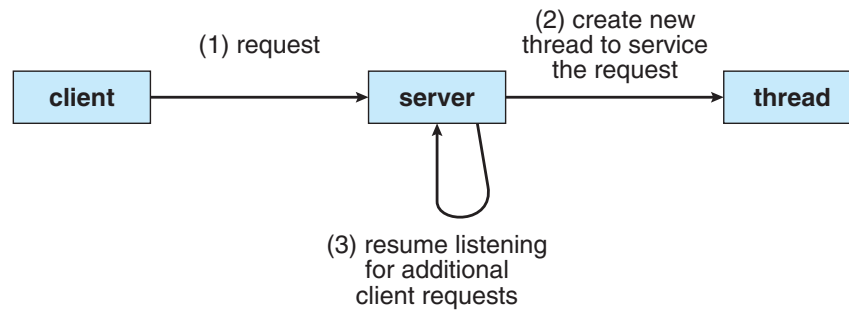 (1) request
(2) create new
thread to service
the request
client
server
thread
(3) resume listening
for additional
client requests